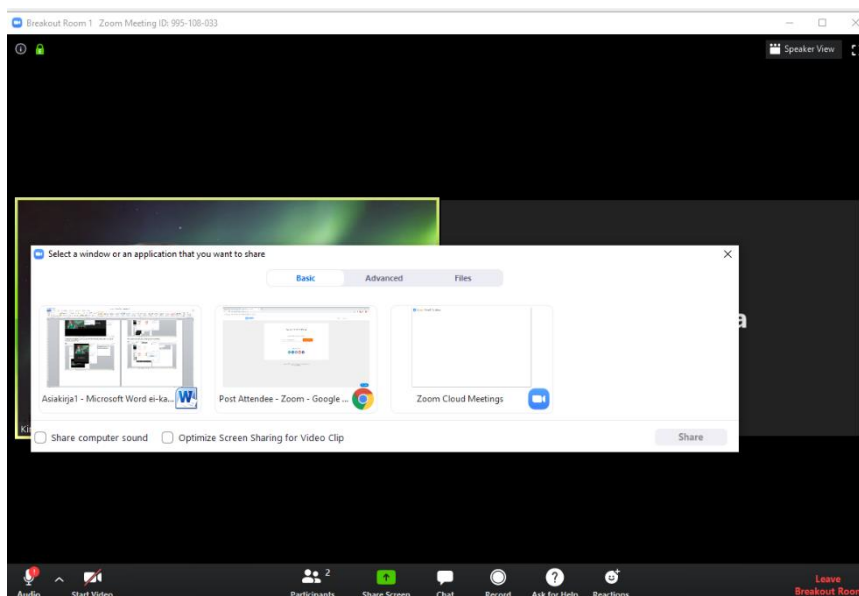 Breakout Room 1 Zoom Meeting ID: 995-108-033
Speaker View
Select a window or an application that you want to share
Basic Advanced Files
Asiakirja1 - Microsoft Word ei-ka... Post Attendee - Zoom - Google ... Zoom Cloud Meetings
Share computer sound Optimize Screen Sharing for Video Clip Share
2
Audio Start Video Participants Share Screen Chat Record Ask for Help Reactions Leave
Breakout Room